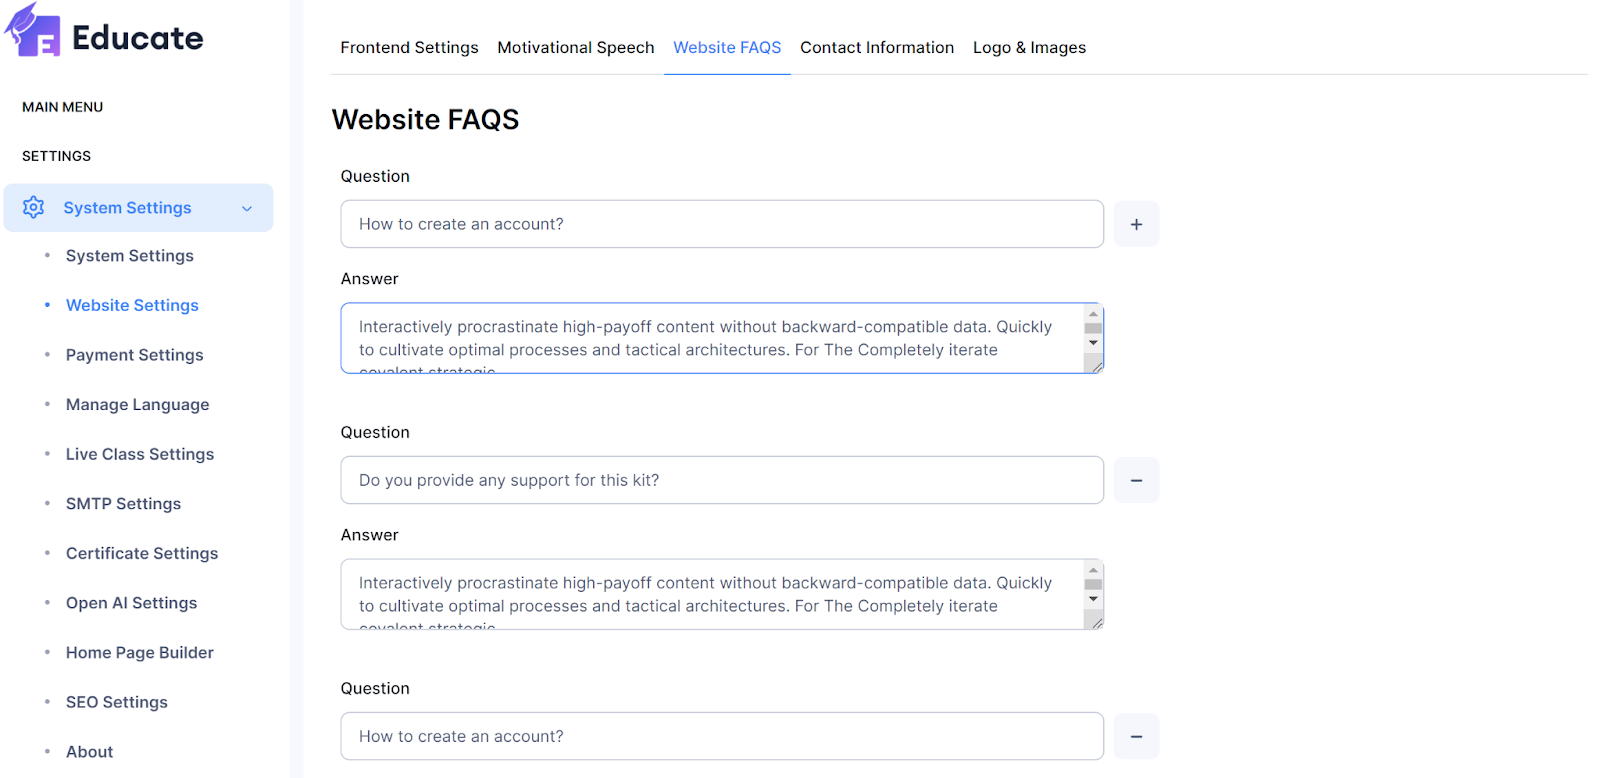 Educate
MAIN MENU
SETTINGS
System Settings
System Settings
Website Settings
Payment Settings
Manage Language
Live Class Settings
SMTP Settings
Certificate Settings
Open AI Settings
Home Page Builder
SEO Settings
About
Frontend Settings Motivational Speech Website FAQS Contact Information Logo & Images
Website FAQS
Question
How to create an account?
Answer
Interactively procrastinate high-payoff content without backward-compatible data. Quickly
to cultivate optimal processes and tactical architectures. For The Completely iterate
covalent strategic
Question
Do you provide any support for this kit?
Answer
Interactively procrastinate high-payoff content without backward-compatible data. Quickly
to cultivate optimal processes and tactical architectures. For The Completely iterate
covalent strategic
Question
How to create an account?